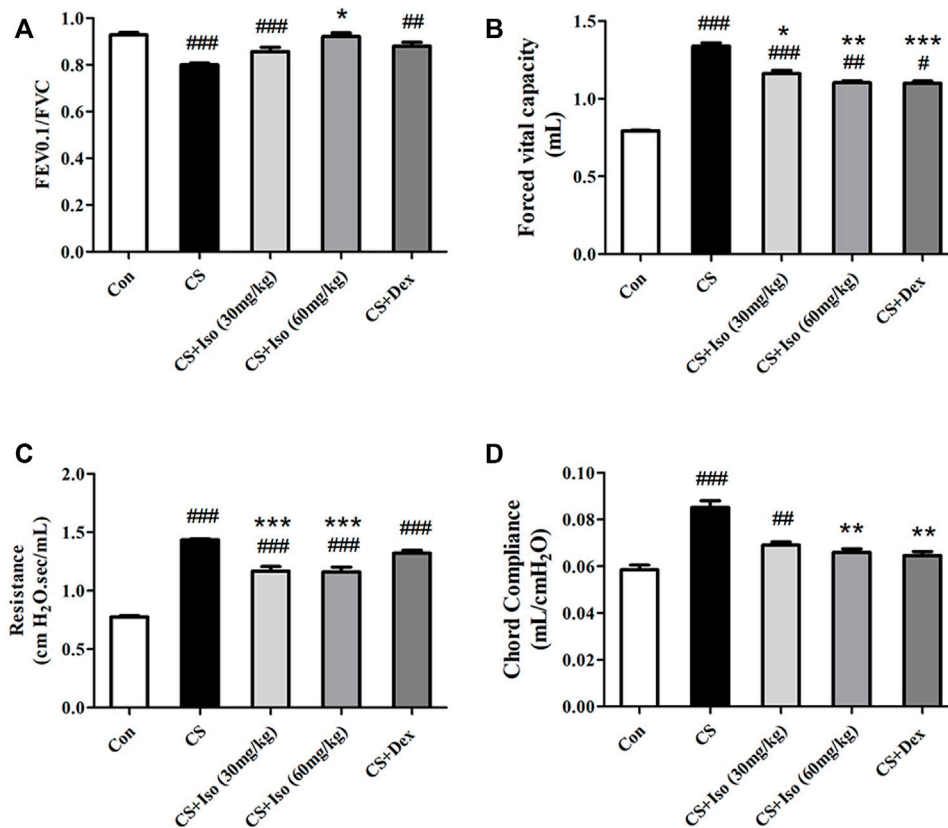 A
FEV0.1/FVC
1.0
0.8
0.6
0.4
0.2
0.0
###
###
*
##
Con
CS
CS+Iso (30mg/kg)
CS+Iso (60mg/kg)
CS+Dex
B
Forced vital capacity
(mL)
1.5
1.0
0.5
0.0
###
*
###
**
##
***
#
Con
CS
CS+Iso (30mg/kg)
CS+Iso (60mg/kg)
CS+Dex
C
Resistance
(cm H₂O.sec/mL)
2.0
1.5
1.0
0.5
0.0
###
***
###
***
###
###
Con
CS
CS+Iso (30mg/kg)
CS+Iso (60mg/kg)
CS+Dex
D
Chord Compliance
(mL/cmH₂O)
0.10
0.08
0.06
0.04
0.02
0.00
###
##
**
**
Con
CS
CS+Iso (30mg/kg)
CS+Iso (60mg/kg)
CS+Dex